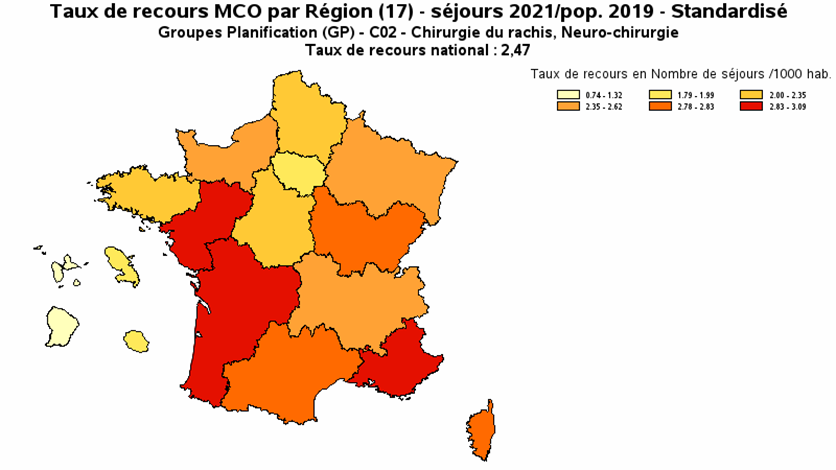 Taux de recours MCO par Région (17) - séjours 2021/pop. 2019 - Standardisé
Groupes Planification (GP) - C02 - Chirurgie du rachis, Neuro-chirurgie
Taux de recours national : 2,47
Taux de recours en Nombre de séjours /1000 hab.
0.74 - 1.32 1.79 - 1.99 2.00 - 2.35
2.35 - 2.62 2.78 - 2.83 2.83 - 3.09